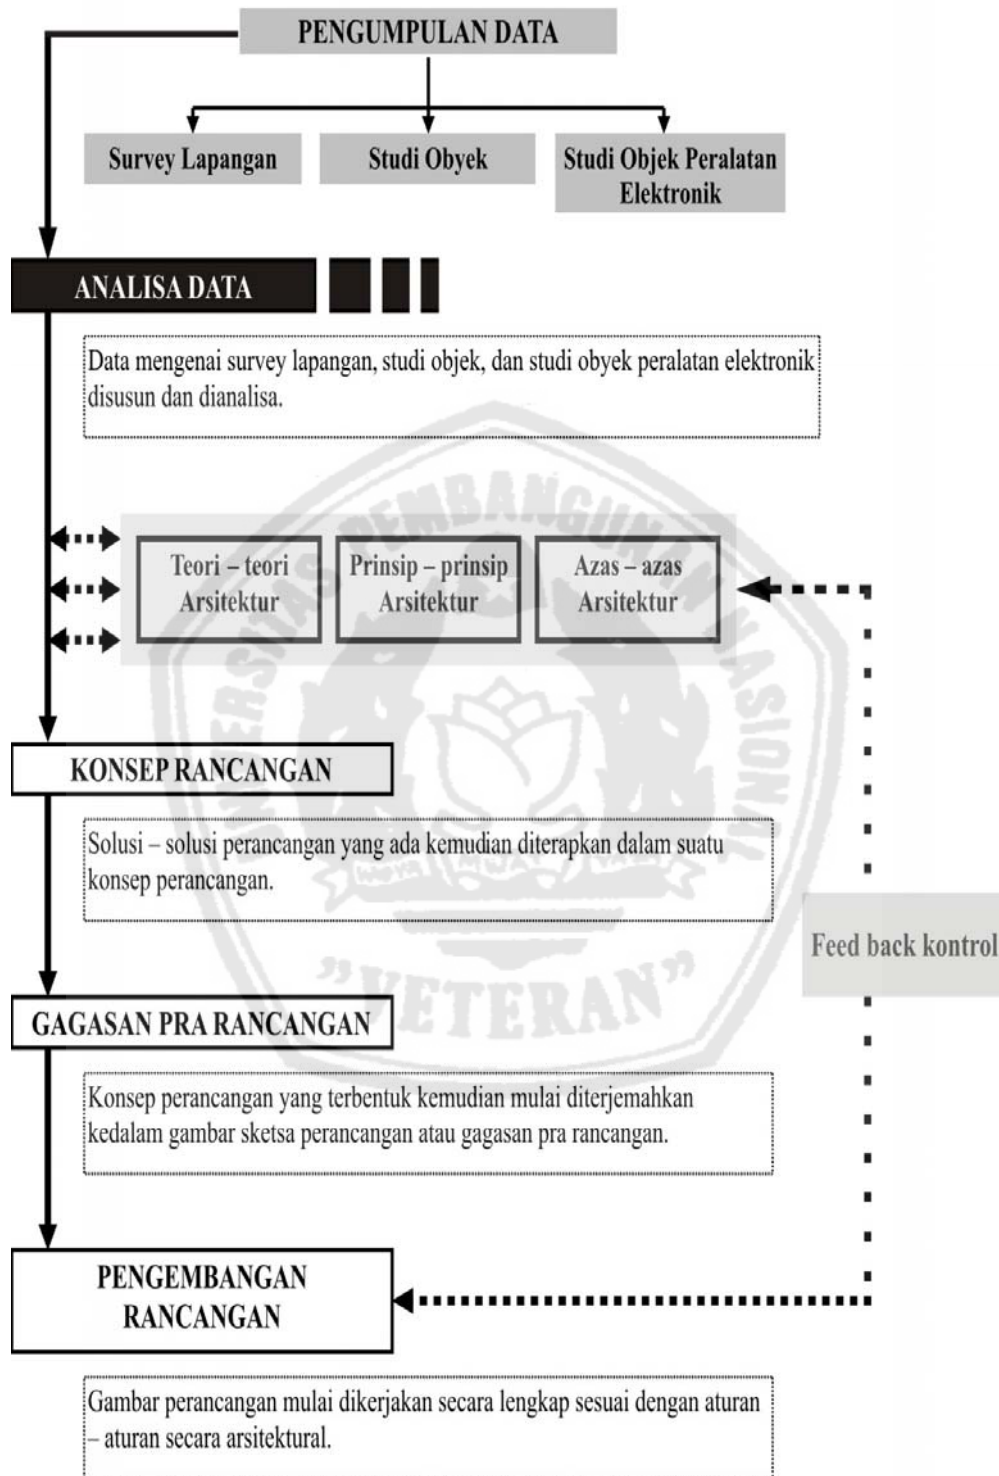 PENGUMPULAN DATA
Survey Lapangan
Studi Obyek
Studi Objek Peralatan
Elektronik
ANALISA DATA
Data mengenai survey lapangan, studi objek, dan studi obyek peralatan elektronik
disusun dan dianalisa.
Teori – teori
Arsitektur
Prinsip – prinsip
Arsitektur
Azas – azas
Arsitektur
KONSEP RANCANGAN
Solusi – solusi perancangan yang ada kemudian diterapkan dalam suatu
konsep perancangan.
Feed back kontrol
GAGASAN PRA RANCANGAN
Konsep perancangan yang terbentuk kemudian mulai diterjemahkan
kedalam gambar sketsa perancangan atau gagasan pra rancangan.
PENGEMBANGAN
RANCANGAN
Gambar perancangan mulai dikerjakan secara lengkap sesuai dengan aturan
– aturan secara arsitektural.
UNIVERSITAS PEMBANGUNAN NASIONAL
"VETERAN"